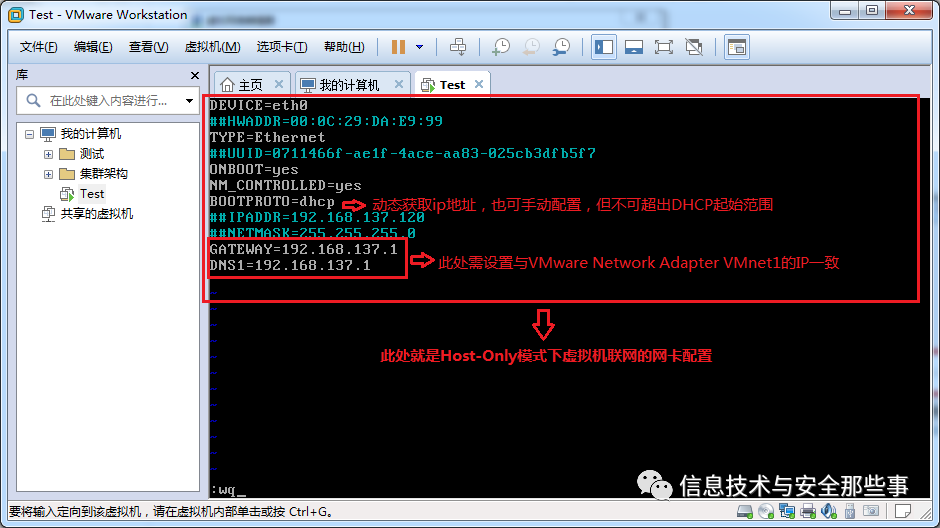 Test - VMware Workstation
文件(F) 编辑(E) 查看(V) 虚拟机(M) 选项卡(T) 帮助(H)
库
在此处键入内容进行...
我的计算机
测试
集群架构
Test
共享的虚拟机
主页 我的计算机 Test
DEVICE=eth0
##HWADDR=00:0C:29:DA:E9:99
TYPE=Ethernet
##UUID=0711466f-ae1f-4ace-aa83-025cb3dfb5f7
ONBOOT=yes
NM_CONTROLLED=yes
BOOTPROTO=dhcp 动态获取ip地址，也可手动配置，但不可超出DHCP起始范围
##IPADDR=192.168.137.120
##NETMASK=255.255.255.0
GATEWAY=192.168.137.1
DNS1=192.168.137.1 此处需设置与VMware Network Adapter VMnet1的IP一致
此处就是Host-Only模式下虚拟机联网的网卡配置
:wq_
信息技术与安全那些事
要将输入定向到该虚拟机，请在虚拟机内部单击或按 Ctrl+G。